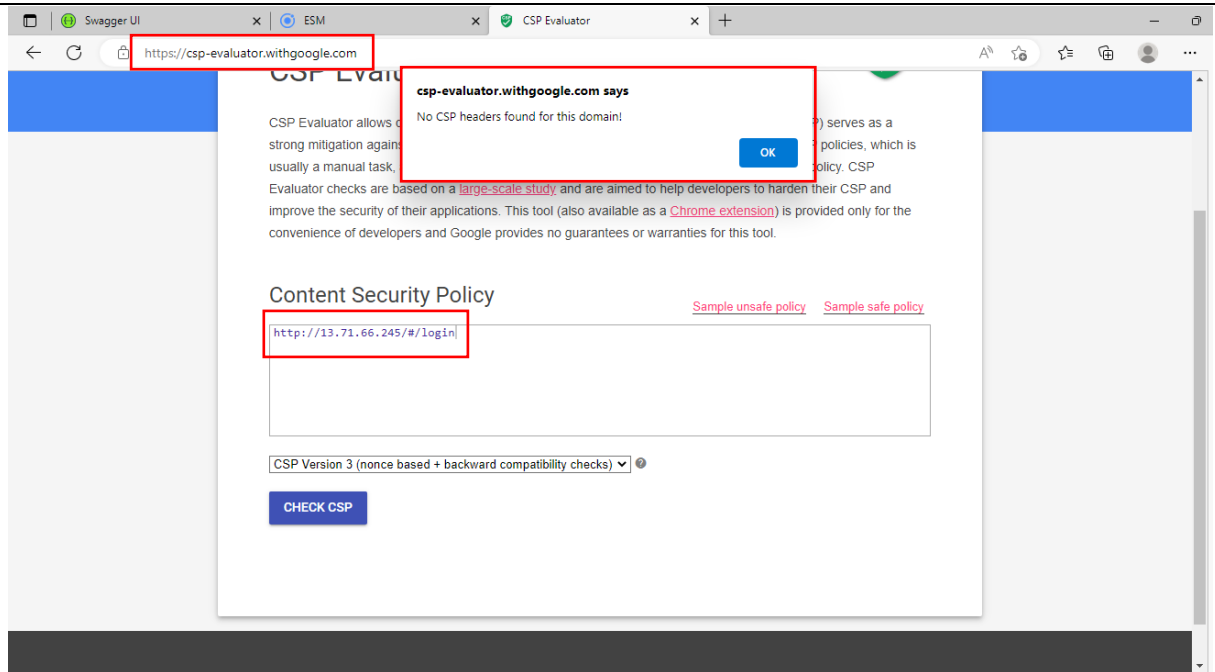 Swagger UI
ESM
CSP Evaluator
https://csp-evaluator.withgoogle.com
CSP Evalu
csp-evaluator.withgoogle.com says
No CSP headers found for this domain!
OK
CSP Evaluator allows
) serves as a
strong mitigation
policies, which is
usually a manual task,
olicy. CSP
Evaluator checks are based on a large-scale study and are aimed to help developers to harden their CSP and
improve the security of their applications. This tool (also available as a Chrome extension) is provided only for the
convenience of developers and Google provides no guarantees or warranties for this tool.
Content Security Policy
Sample unsafe policy
Sample safe policy
http://13.71.66.245/#/login
CSP Version 3 (nonce based + backward compatibility checks)
CHECK CSP